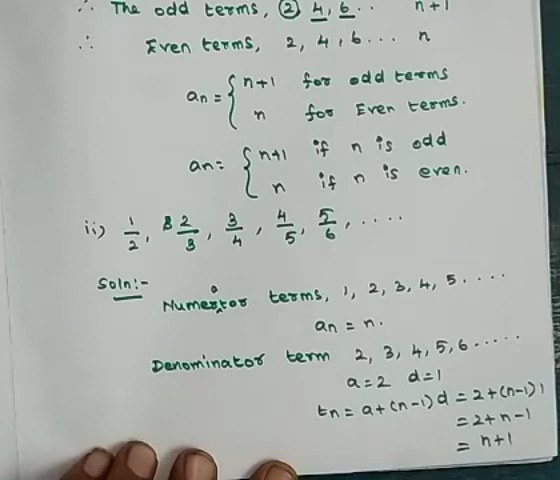 ∴ The odd terms, ② 4, 6 . . n+1
∴ Even terms, 2, 4, 6 . . . n
an = { n+1 for odd terms
n for Even terms.
an = { n+1 if n is odd
n if n is even.
ii) 1/2, 2/3, 3/4, 4/5, 5/6, . . . .
Soln:-
Numerator terms, 1, 2, 3, 4, 5 . . . .
an = n.
Denominator term 2, 3, 4, 5, 6 . . . . .
a = 2 d = 1
tn = a + (n-1) d = 2 + (n-1) 1
= 2 + n - 1
= n+1